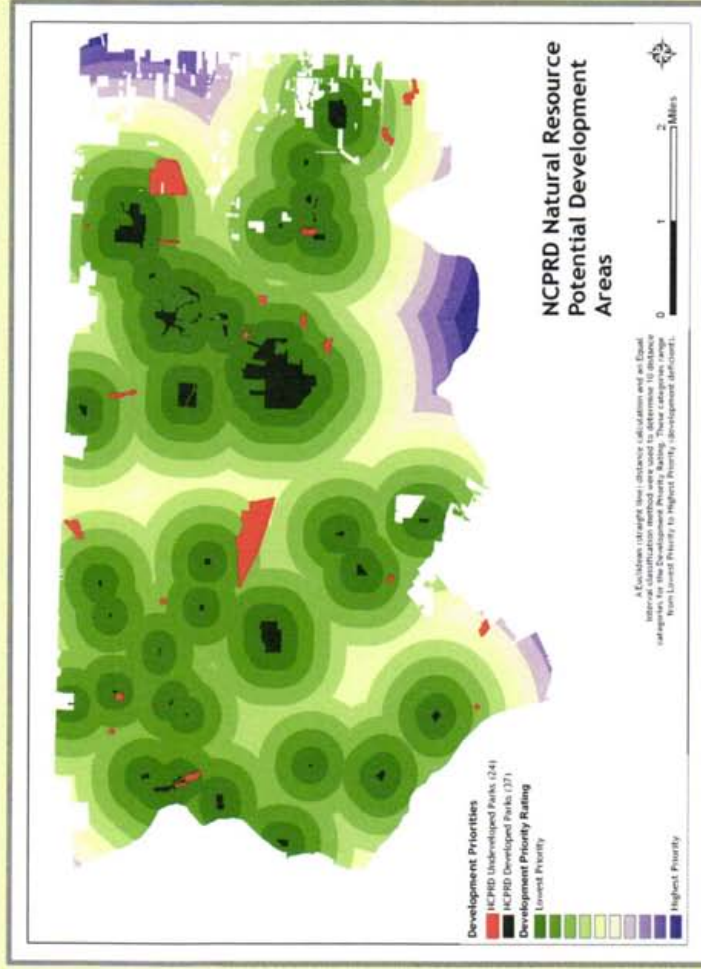 NCPRD Natural Resource
Potential Development
Areas
0
1
2
Miles
A Euclidean (straight line) distance calculation and an Equal
Interval classification method were used to determine 10 distance
categories for the Development Priority Rating. These categories range
from Lowest Priority to Highest Priority (development deficient).
Development Priorities
NCPRD Undeveloped Parks (24)
NCPRD Developed Parks (37)
Development Priority Rating
Lowest Priority
Highest Priority